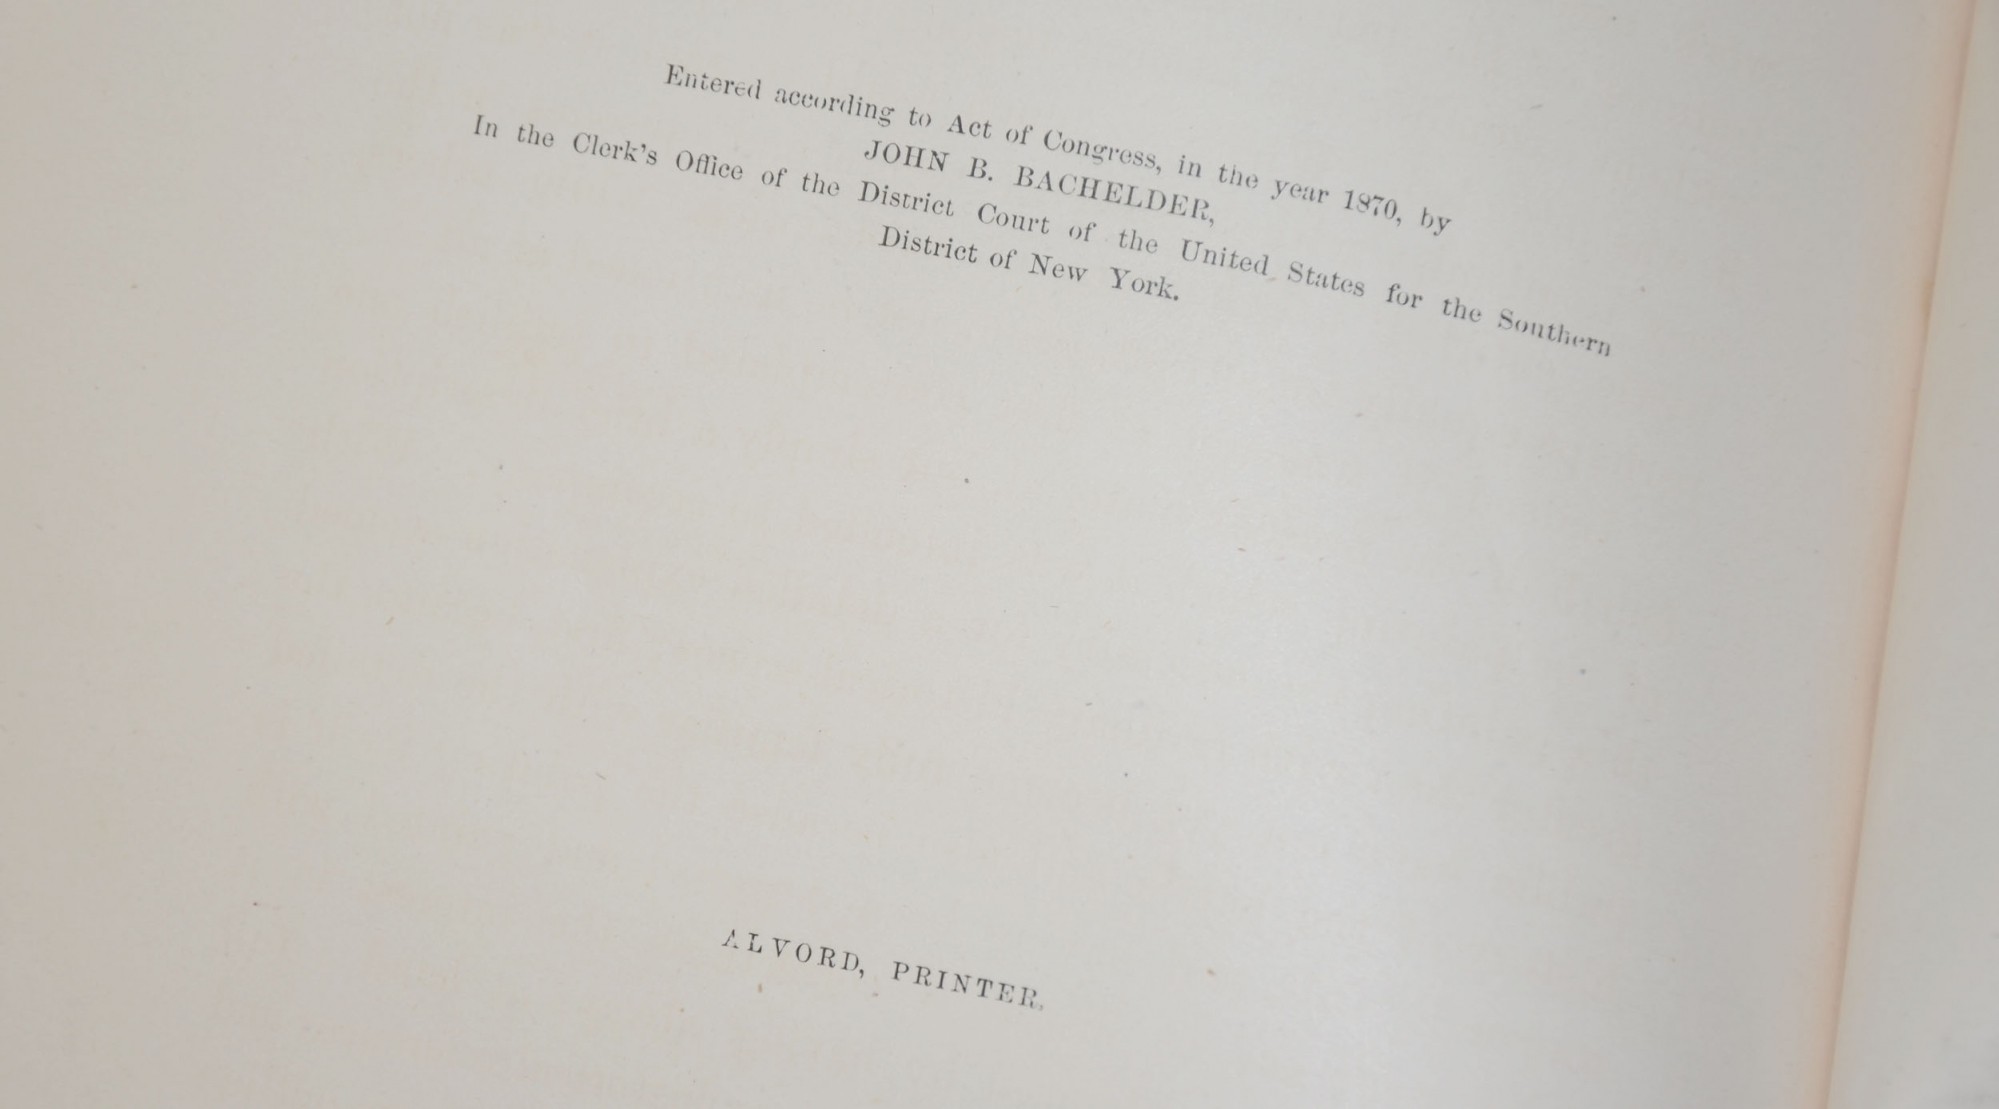 Entered according to Act of Congress, in the year 1870, by
JOHN B. BACHELDER,
In the Clerk's Office of the District Court of the United States for the Southern
District of New York.
ALVORD, PRINTER.